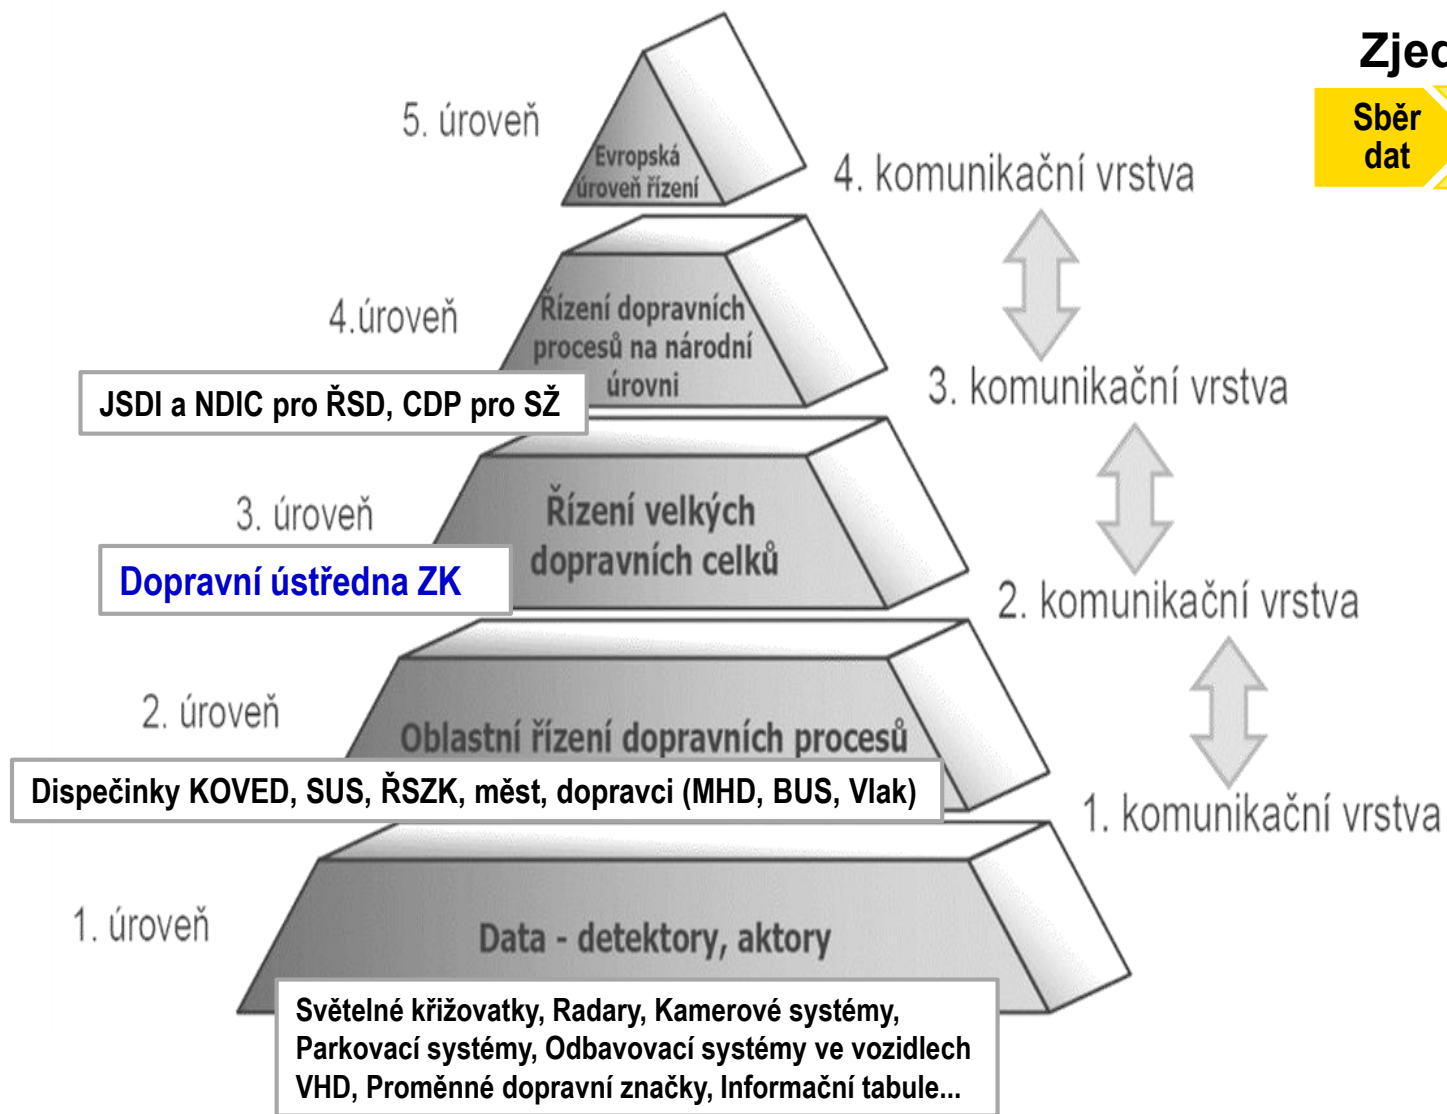 Zjed
Sběr
dat
5. úroveň
Evropská
úroveň řízení
4. komunikační vrstva
4.úroveň
Řízení dopravních
procesů na národní
úrovni
3. komunikační vrstva
JSDI a NDIC pro ŘSD, CDP pro SŽ
3. úroveň
Řízení velkých
dopravních celků
Dopravní ústředna ZK
2. komunikační vrstva
2. úroveň
Oblastní řízení dopravních procesů
Dispečinky KOVED, SUS, ŘSZK, měst, dopravci (MHD, BUS, Vlak)
1. komunikační vrstva
1. úroveň
Data - detektory, aktory
Světelné křižovatky, Radary, Kamerové systémy,
Parkovací systémy, Odbavovací systémy ve vozidlech
VHD, Proměnné dopravní značky, Informační tabule...